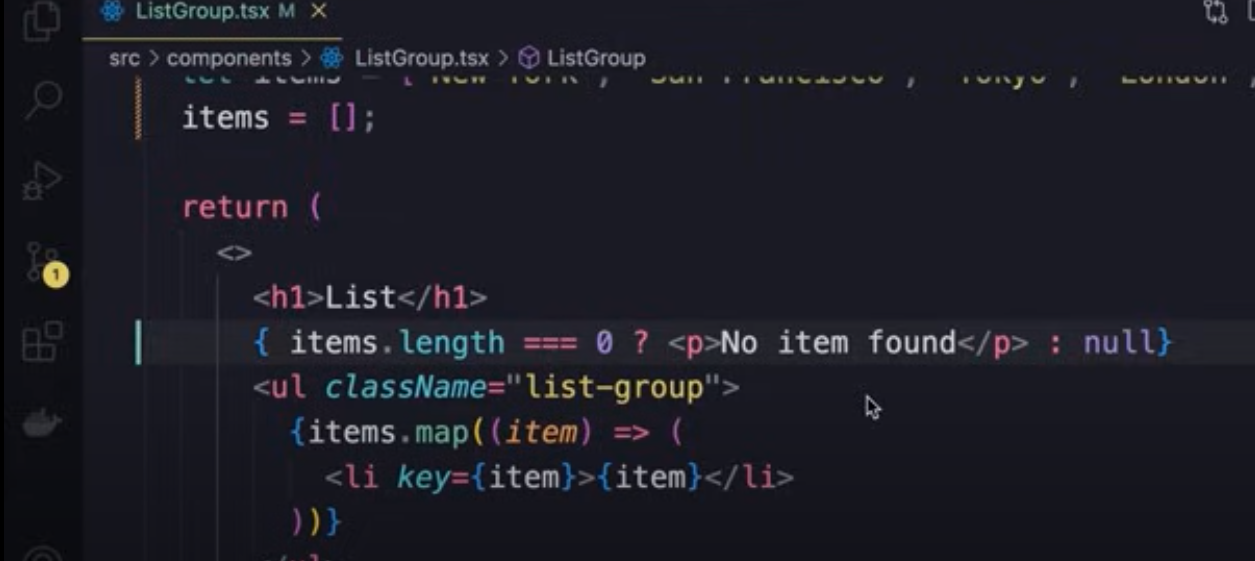 ListGroup.tsx M ×
src > components > ListGroup.tsx > ListGroup
let items = ["New York", "San Francisco", "Tokyo", "London",
items = [];
return (
<>
<h1>List</h1>
{ items.length === 0 ? <p>No item found</p> : null}
<ul className="list-group">
{items.map((item) => (
<li key={item}>{item}</li>
))}
</ul>
1